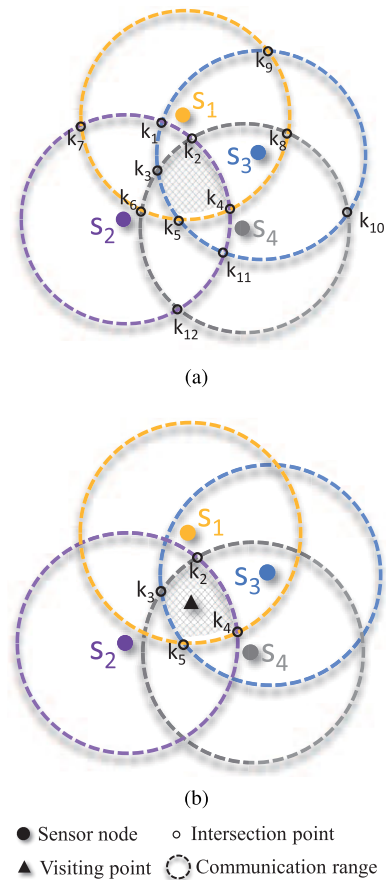 k9
k1
s1
k7
k2
k8
s3
k3
k6
k4
k10
s2
k5
s4
k11
k12
(a)
s1
k2
s3
k3
k4
s2
k5
s4
(b)
Sensor node Intersection point
Visiting point Communication range